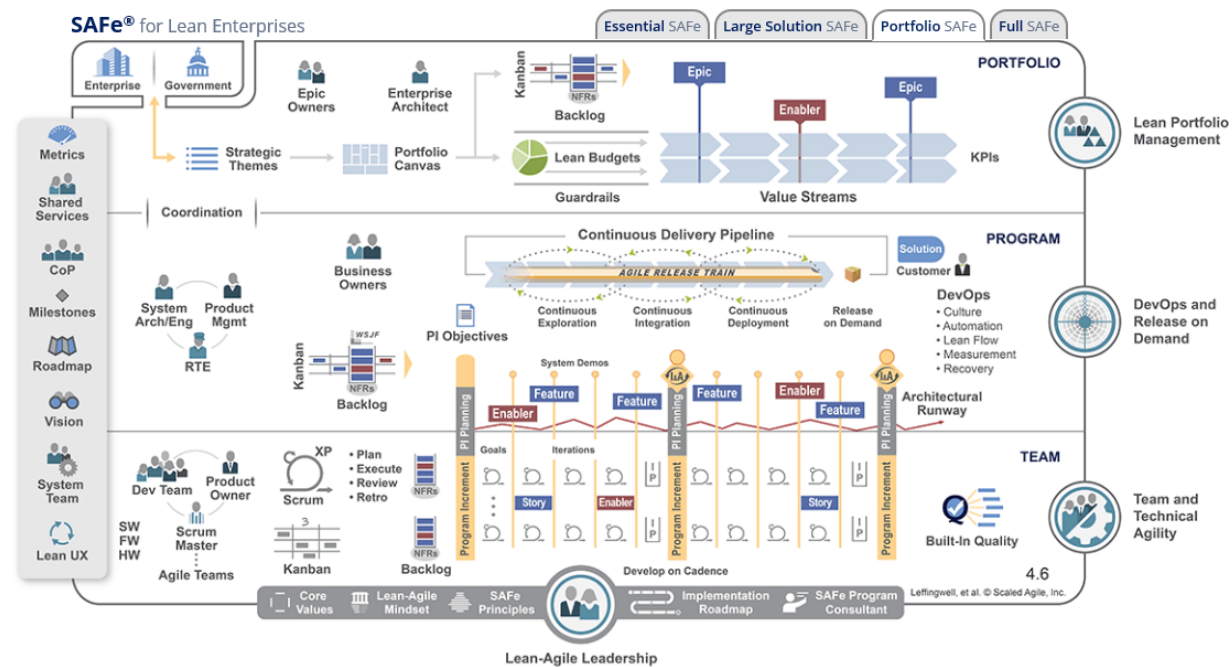 SAFe® for Lean Enterprises
Essential SAFe
Large Solution SAFe
Portfolio SAFe
Full SAFe
Enterprise
Government
Epic
Owners
Enterprise
Architect
Kanban
NFRs
Backlog
Epic
Enabler
Epic
PORTFOLIO
Strategic
Themes
Portfolio
Canvas
Lean Budgets
Guardrails
Value Streams
KPIs
Lean Portfolio
Management
Metrics
Shared
Services
CoP
Milestones
Roadmap
Vision
System
Team
Lean UX
Coordination
Business
Owners
Continuous Delivery Pipeline
AGILE RELEASE TRAIN
Continuous
Exploration
Continuous
Integration
Continuous
Deployment
Release
on Demand
Solution
Customer
PROGRAM
DevOps
• Culture
• Automation
• Lean Flow
• Measurement
• Recovery
DevOps and
Release on
Demand
System
Arch/Eng
Product
Mgmt
RTE
PI Objectives
Kanban
WSJF
NFRs
Backlog
System Demos
I&A
I&A
Enabler
Feature
Feature
Feature
Enabler
Feature
Architectural
Runway
PI Planning
PI Planning
PI Planning
Program Increment
Program Increment
Program Increment
TEAM
Dev Team
Product
Owner
Scrum
Master
Agile Teams
SW
FW
HW
XP
Scrum
• Plan
• Execute
• Review
• Retro
Kanban
NFRs
NFRs
Backlog
Goals
Iterations
Story
Enabler
Story
I P
I P
I P
I P
Develop on Cadence
Built-In Quality
Team and
Technical
Agility
4.6
Leffingwell, et al. © Scaled Agile, Inc.
Core
Values
Lean-Agile
Mindset
SAFe
Principles
Implementation
Roadmap
SAFe Program
Consultant
Lean-Agile Leadership